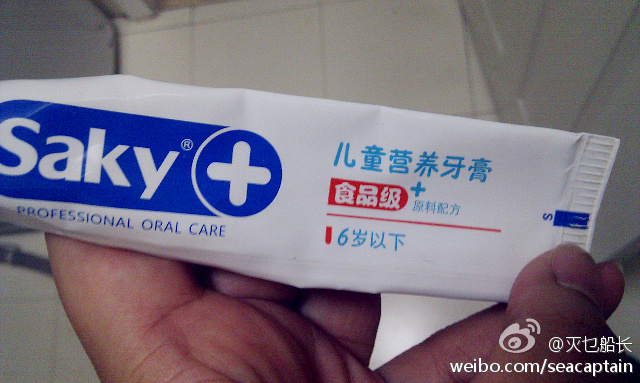 Saky®
PROFESSIONAL ORAL CARE
儿童营养牙膏
食品级+
原料配方
6岁以下
S
@灭乜船长
weibo.com/seacaptain